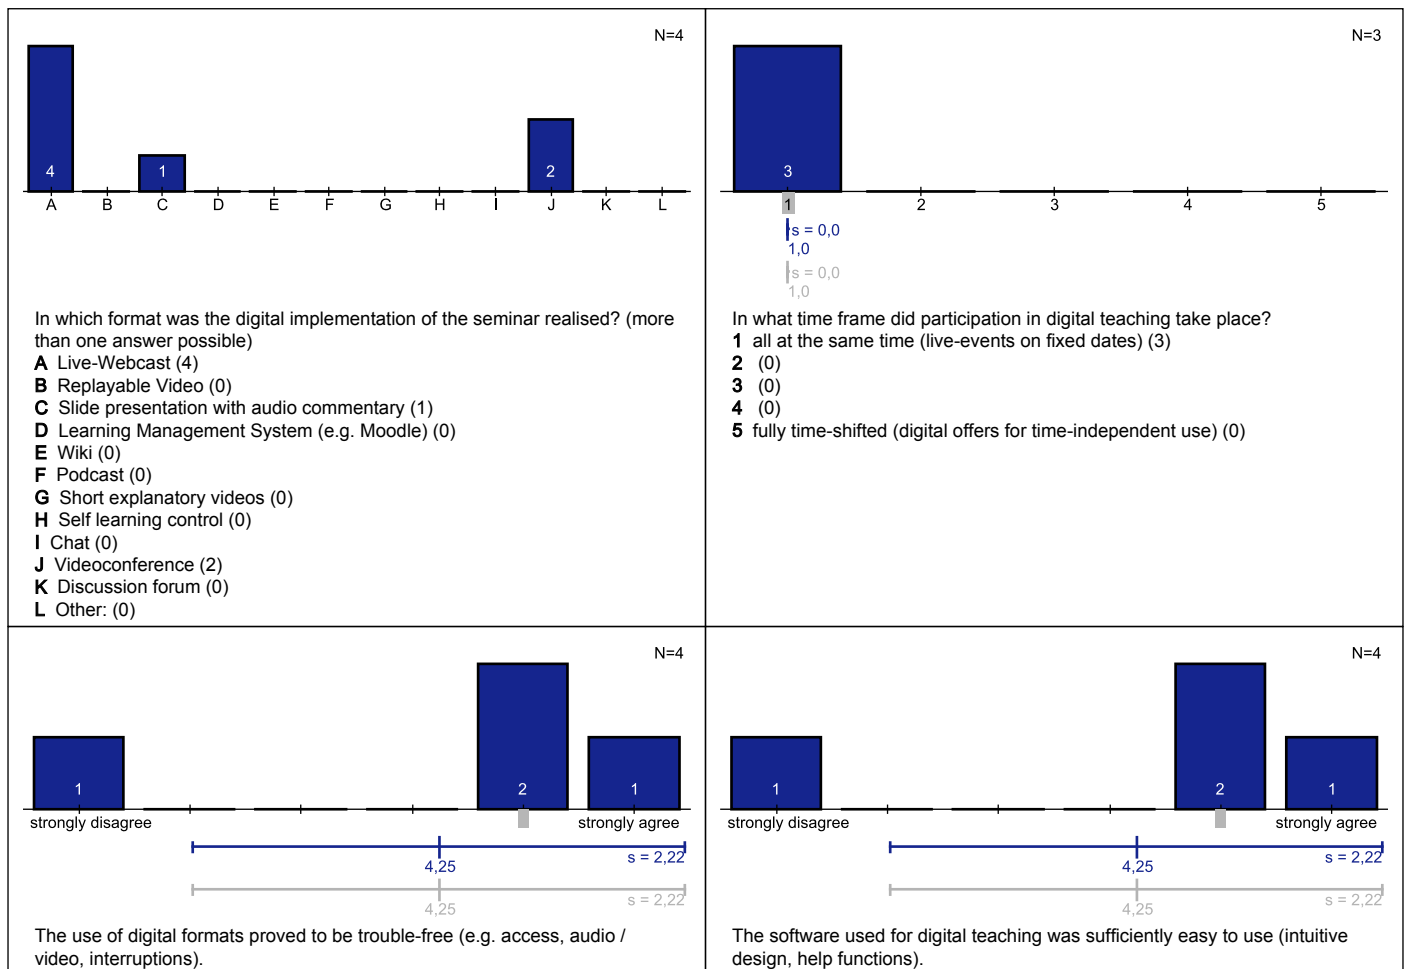 N=4
4
1
2
A B C D E F G H I J K L
In which format was the digital implementation of the seminar realised? (more
than one answer possible)
A Live-Webcast (4)
B Replayable Video (0)
C Slide presentation with audio commentary (1)
D Learning Management System (e.g. Moodle) (0)
E Wiki (0)
F Podcast (0)
G Short explanatory videos (0)
H Self learning control (0)
I Chat (0)
J Videoconference (2)
K Discussion forum (0)
L Other: (0)
N=3
3
1 2 3 4 5
s = 0,0
1,0
s = 0,0
1,0
In what time frame did participation in digital teaching take place?
1 all at the same time (live-events on fixed dates) (3)
2 (0)
3 (0)
4 (0)
5 fully time-shifted (digital offers for time-independent use) (0)
N=4
1
2
1
strongly disagree strongly agree
s = 2,22
4,25
s = 2,22
4,25
The use of digital formats proved to be trouble-free (e.g. access, audio /
video, interruptions).
N=4
1
2
1
strongly disagree strongly agree
s = 2,22
4,25
s = 2,22
4,25
The software used for digital teaching was sufficiently easy to use (intuitive
design, help functions).